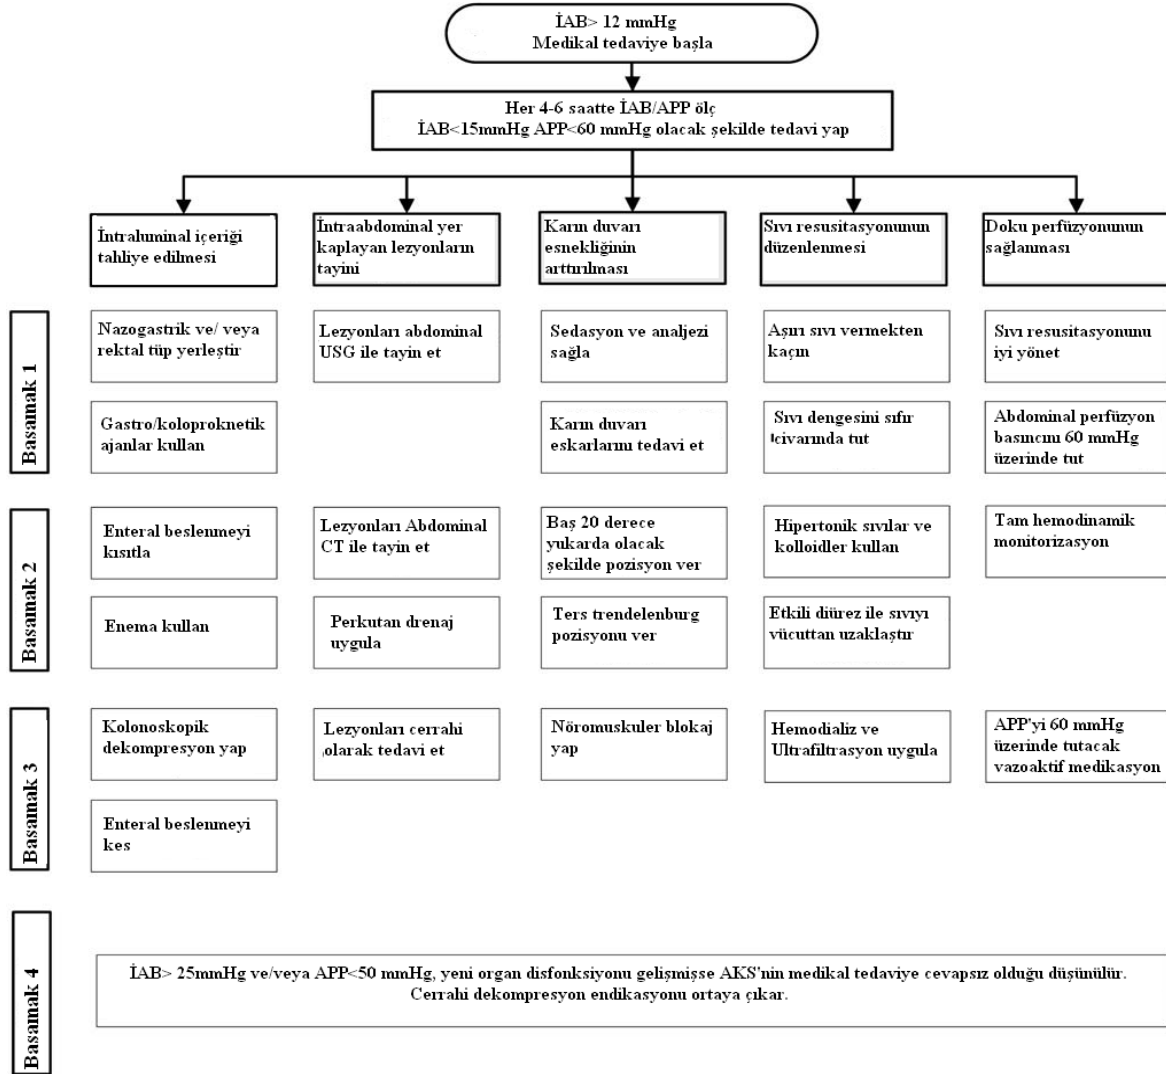 İAB> 12 mmHg
Medikal tedaviye başla
Her 4-6 saatte İAB/APP ölç
İAB<15mmHg APP<60 mmHg olacak şekilde tedavi yap
İntraluminal içeriği
tahliye edilmesi
İntraabdominal yer
kaplayan lezyonların
tayini
Karın duvarı
esnekliğinin
arttırılması
Sıvı resusitasyonunun
düzenlenmesi
Doku perfüzyonunun
sağlanması
Basamak 1
Nazogastrik ve/ veya
rektal tüp yerleştir
Lezyonları abdominal
USG ile tayin et
Sedasyon ve analjezi
sağla
Aşırı sıvı vermekten
kaçın
Sıvı resusitasyonunu
iyi yönet
Gastro/koloproknetik
ajanlar kullan
Karın duvarı
eskarlarını tedavi et
Sıvı dengesini sıfır
civarında tut
Abdominal perfüzyon
basıncını 60 mmHg
üzerinde tut
Basamak 2
Enteral beslenmeyi
kısıtla
Lezyonları Abdominal
CT ile tayin et
Baş 20 derece
yukarda olacak
şekilde pozisyon ver
Hipertonik sıvılar ve
kolloidler kullan
Tam hemodinamik
monitorizasyon
Enema kullan
Perkutan drenaj
uygula
Ters trendelenburg
pozisyonu ver
Etkili diürez ile sıvıyı
vücuttan uzaklaştır
Basamak 3
Kolonoskopik
dekompresyon yap
Lezyonları cerrahi
olarak tedavi et
Nöromuskuler blokaj
yap
Hemodializ ve
Ultrafiltrasyon uygula
APP'yi 60 mmHg
üzerinde tutacak
vazoaktif medikasyon
Enteral beslenmeyi
kes
Basamak 4
İAB> 25mmHg ve/veya APP<50 mmHg, yeni organ disfonksiyonu gelişmişse AKS'nin medikal tedaviye cevapsız olduğu düşünülür.
Cerrahi dekompresyon endikasyonu ortaya çıkar.